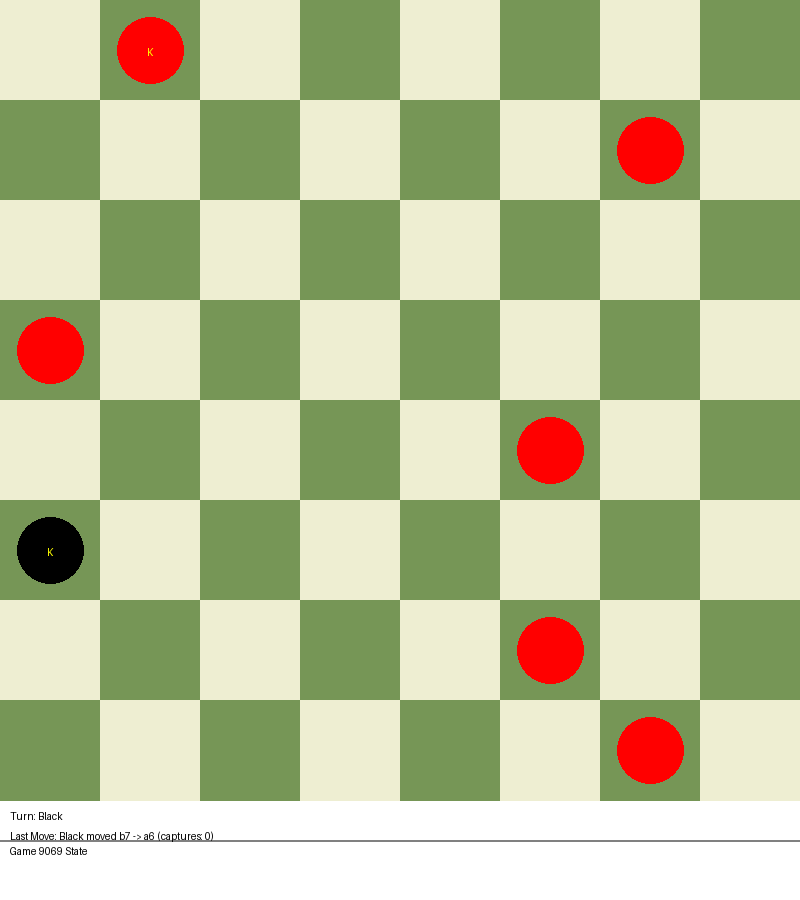 K
K
Turn: Black
Last Move: Black moved b7 -> a6 (captures: 0)
Game 9069 State